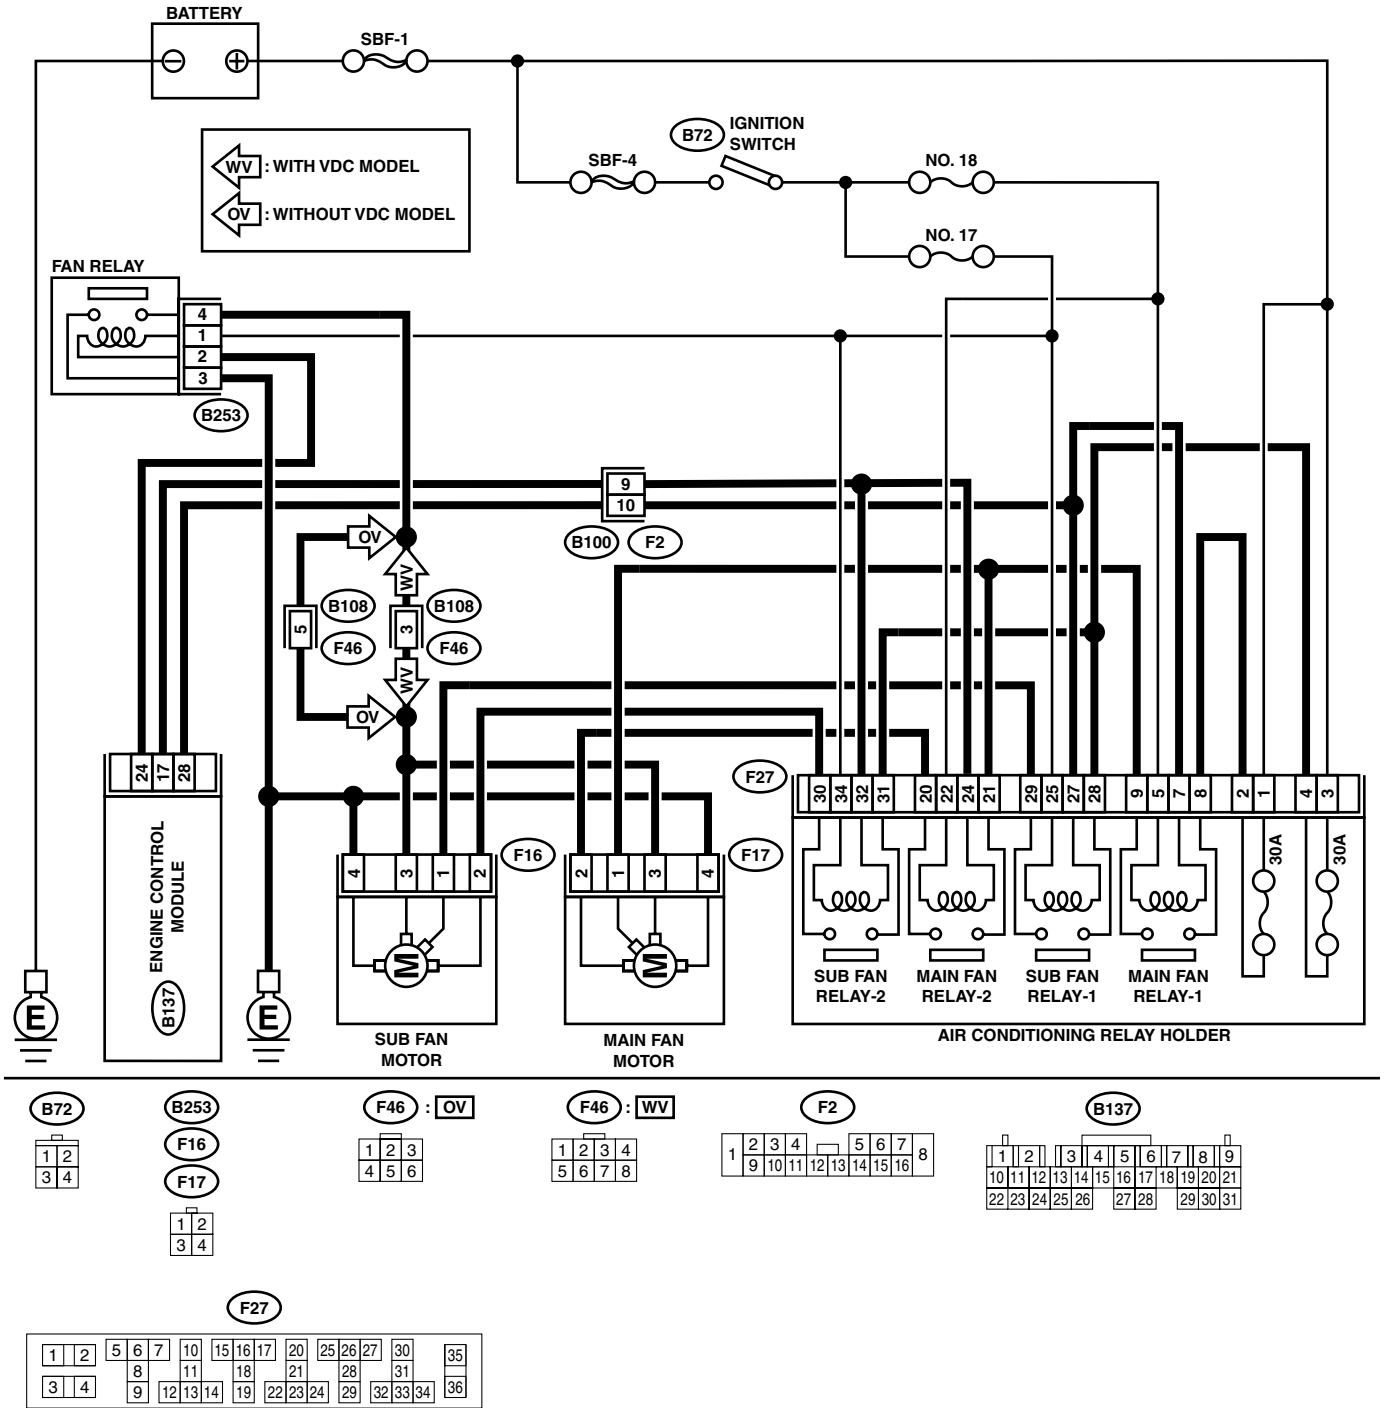 BATTERY
SBF-1
B72
IGNITION
SWITCH
SBF-4
NO. 18
NO. 17
WV : WITH VDC MODEL
OV : WITHOUT VDC MODEL
FAN RELAY
4
1
2
3
B253
9
10
B100 F2
OV
WV
B108 B108
5 3
F46 F46
WV
OV
24 17 28
ENGINE CONTROL
MODULE
B137
E
E
F16
4 3 1 2
M
SUB FAN
MOTOR
F17
2 1 3 4
M
MAIN FAN
MOTOR
F27
30 34 32 31 20 22 24 21 29 25 27 28 9 5 7 8 2 1 4 3
30A 30A
SUB FAN
RELAY-2
MAIN FAN
RELAY-2
SUB FAN
RELAY-1
MAIN FAN
RELAY-1
AIR CONDITIONING RELAY HOLDER
B72
1 2
3 4
B253
F16
F17
1 2
3 4
F46 : OV
1 2 3
4 5 6
F46 : WV
1 2 3 4
5 6 7 8
F2
1 2 3 4 5 6 7 8
9 10 11 12 13 14 15 16
B137
1 2 3 4 5 6 7 8 9
10 11 12 13 14 15 16 17 18 19 20 21
22 23 24 25 26 27 28 29 30 31
F27
1 2 5 6 7 10 15 16 17 20 25 26 27 30 35
8 11 18 21 28 31
3 4 9 12 13 14 19 22 23 24 29 32 33 34 36